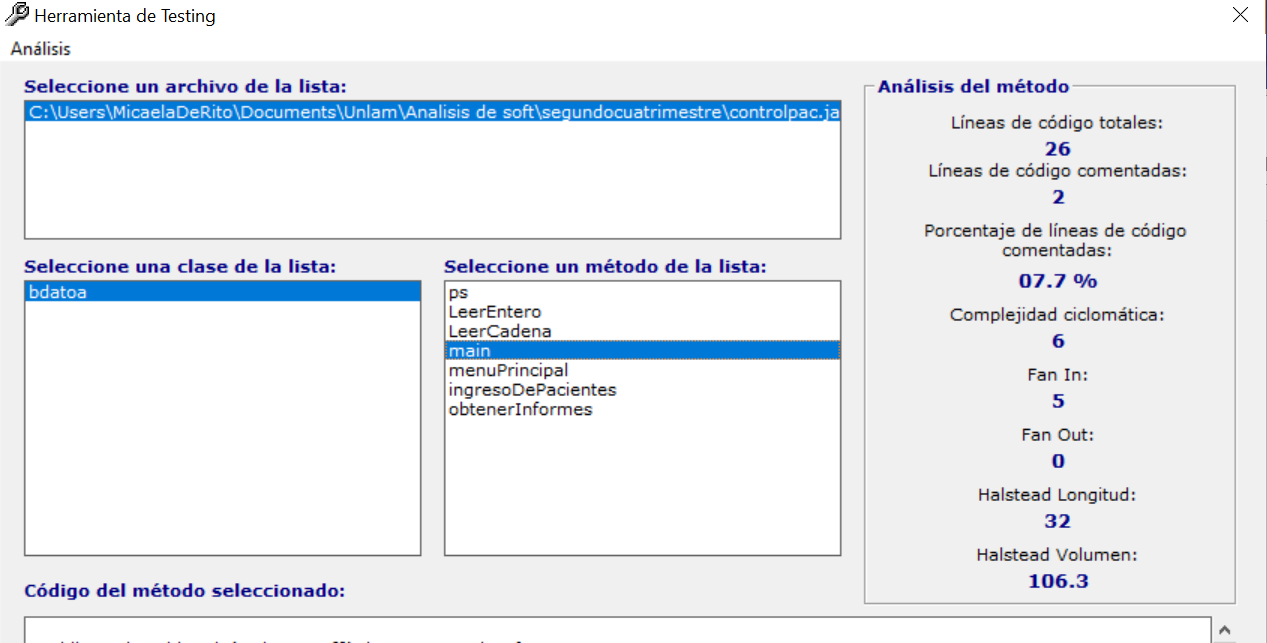 Herramienta de Testing
Análisis
Seleccione un archivo de la lista:
C:\Users\MicaelaDeRito\Documents\Unlam\Analisis de soft\segundocuatrimestre\controlpac.ja
Seleccione una clase de la lista:
bdatoa
Seleccione un método de la lista:
ps
LeerEntero
LeerCadena
main
menuPrincipal
ingresoDePacientes
obtenerInformes
Análisis del método
Líneas de código totales:
26
Líneas de código comentadas:
2
Porcentaje de líneas de código
comentadas:
07.7 %
Complejidad ciclomática:
6
Fan In:
5
Fan Out:
0
Halstead Longitud:
32
Halstead Volumen:
106.3
Código del método seleccionado: